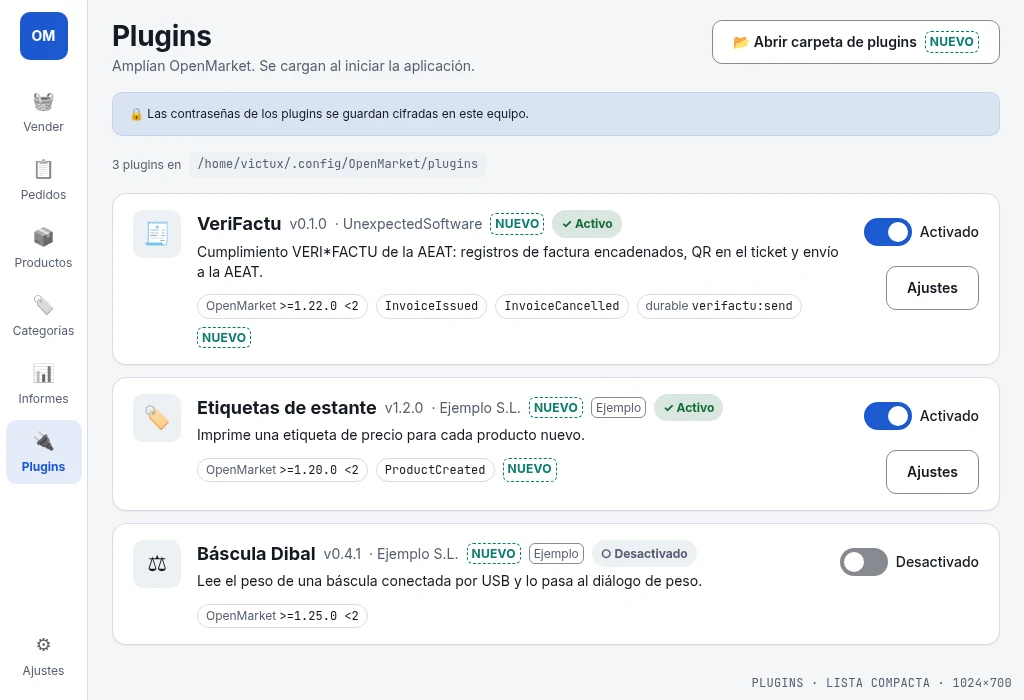 OM
Vender
Pedidos
Productos
Categorías
Informes
Plugins
Ajustes
Plugins
Amplían OpenMarket. Se cargan al iniciar la aplicación.
Abrir carpeta de plugins NUEVO
Las contraseñas de los plugins se guardan cifradas en este equipo.
3 plugins en /home/victux/.config/OpenMarket/plugins
VeriFactu v0.1.0 · UnexpectedSoftware NUEVO ✓ Activo
Activado
Cumplimiento VERI*FACTU de la AEAT: registros de factura encadenados, QR en el ticket y envío
a la AEAT.
Ajustes
OpenMarket >=1.22.0 <2 InvoiceIssued InvoiceCancelled durable verifactu:send
NUEVO
Etiquetas de estante v1.2.0 · Ejemplo S.L. NUEVO Ejemplo ✓ Activo
Activado
Imprime una etiqueta de precio para cada producto nuevo.
OpenMarket >=1.20.0 <2 ProductCreated NUEVO
Ajustes
Báscula Dibal v0.4.1 · Ejemplo S.L. NUEVO Ejemplo Desactivado
Desactivado
Lee el peso de una báscula conectada por USB y lo pasa al diálogo de peso.
OpenMarket >=1.25.0 <2
PLUGINS · LISTA COMPACTA · 1024×700